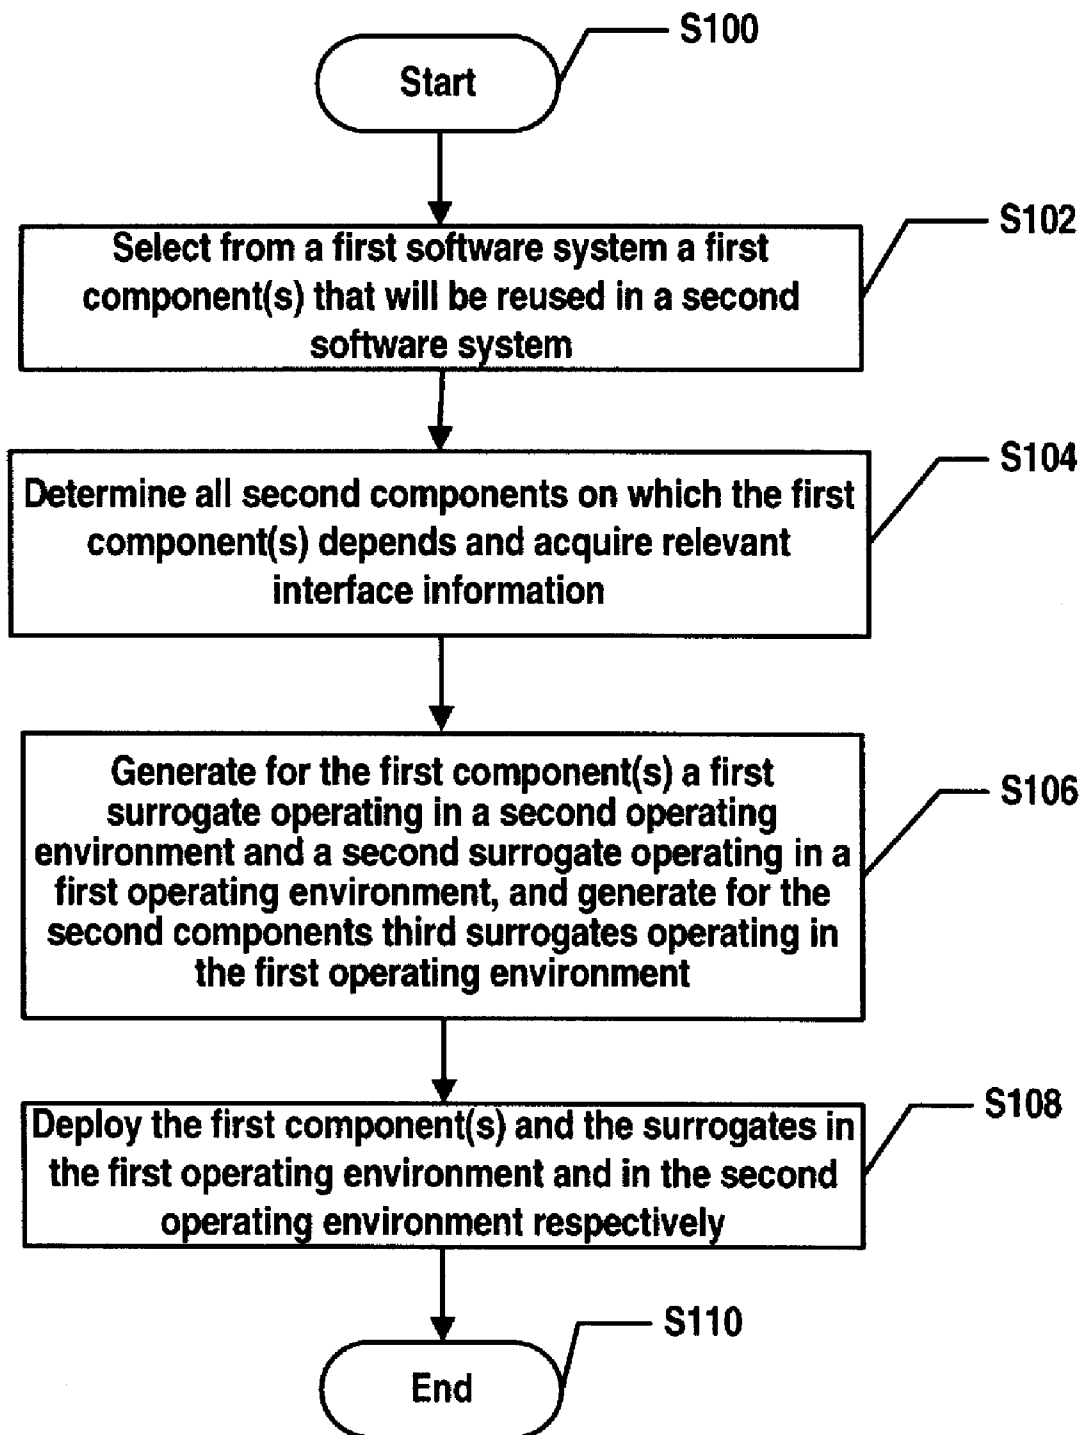 S100
Start
S102
Select from a first software system a first
component(s) that will be reused in a second
software system
S104
Determine all second components on which the first
component(s) depends and acquire relevant
interface information
S106
Generate for the first component(s) a first
surrogate operating in a second operating
environment and a second surrogate operating in a
first operating environment, and generate for the
second components third surrogates operating in
the first operating environment
S108
Deploy the first component(s) and the surrogates in
the first operating environment and in the second
operating environment respectively
S110
End